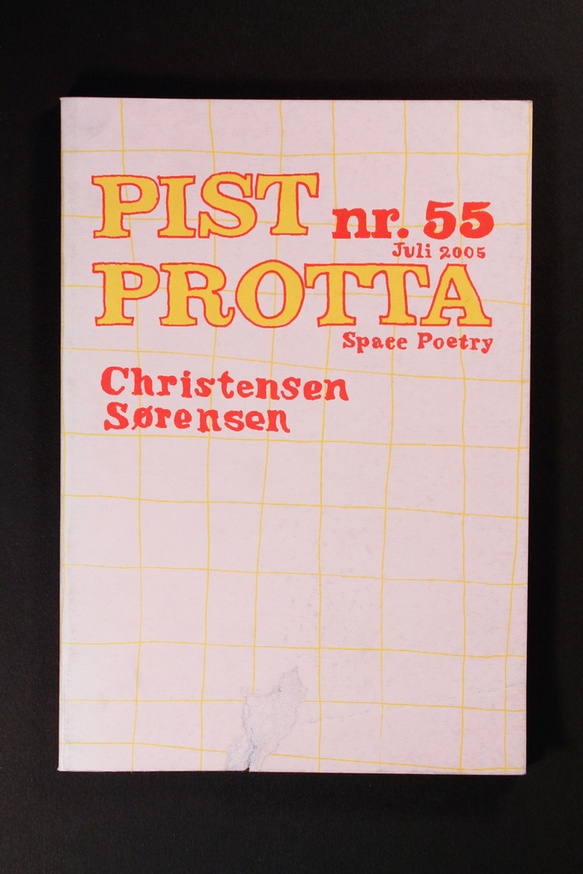 PIST nr. 55
Juli 2005
PROTTA
Space Poetry
Christensen
Sørensen